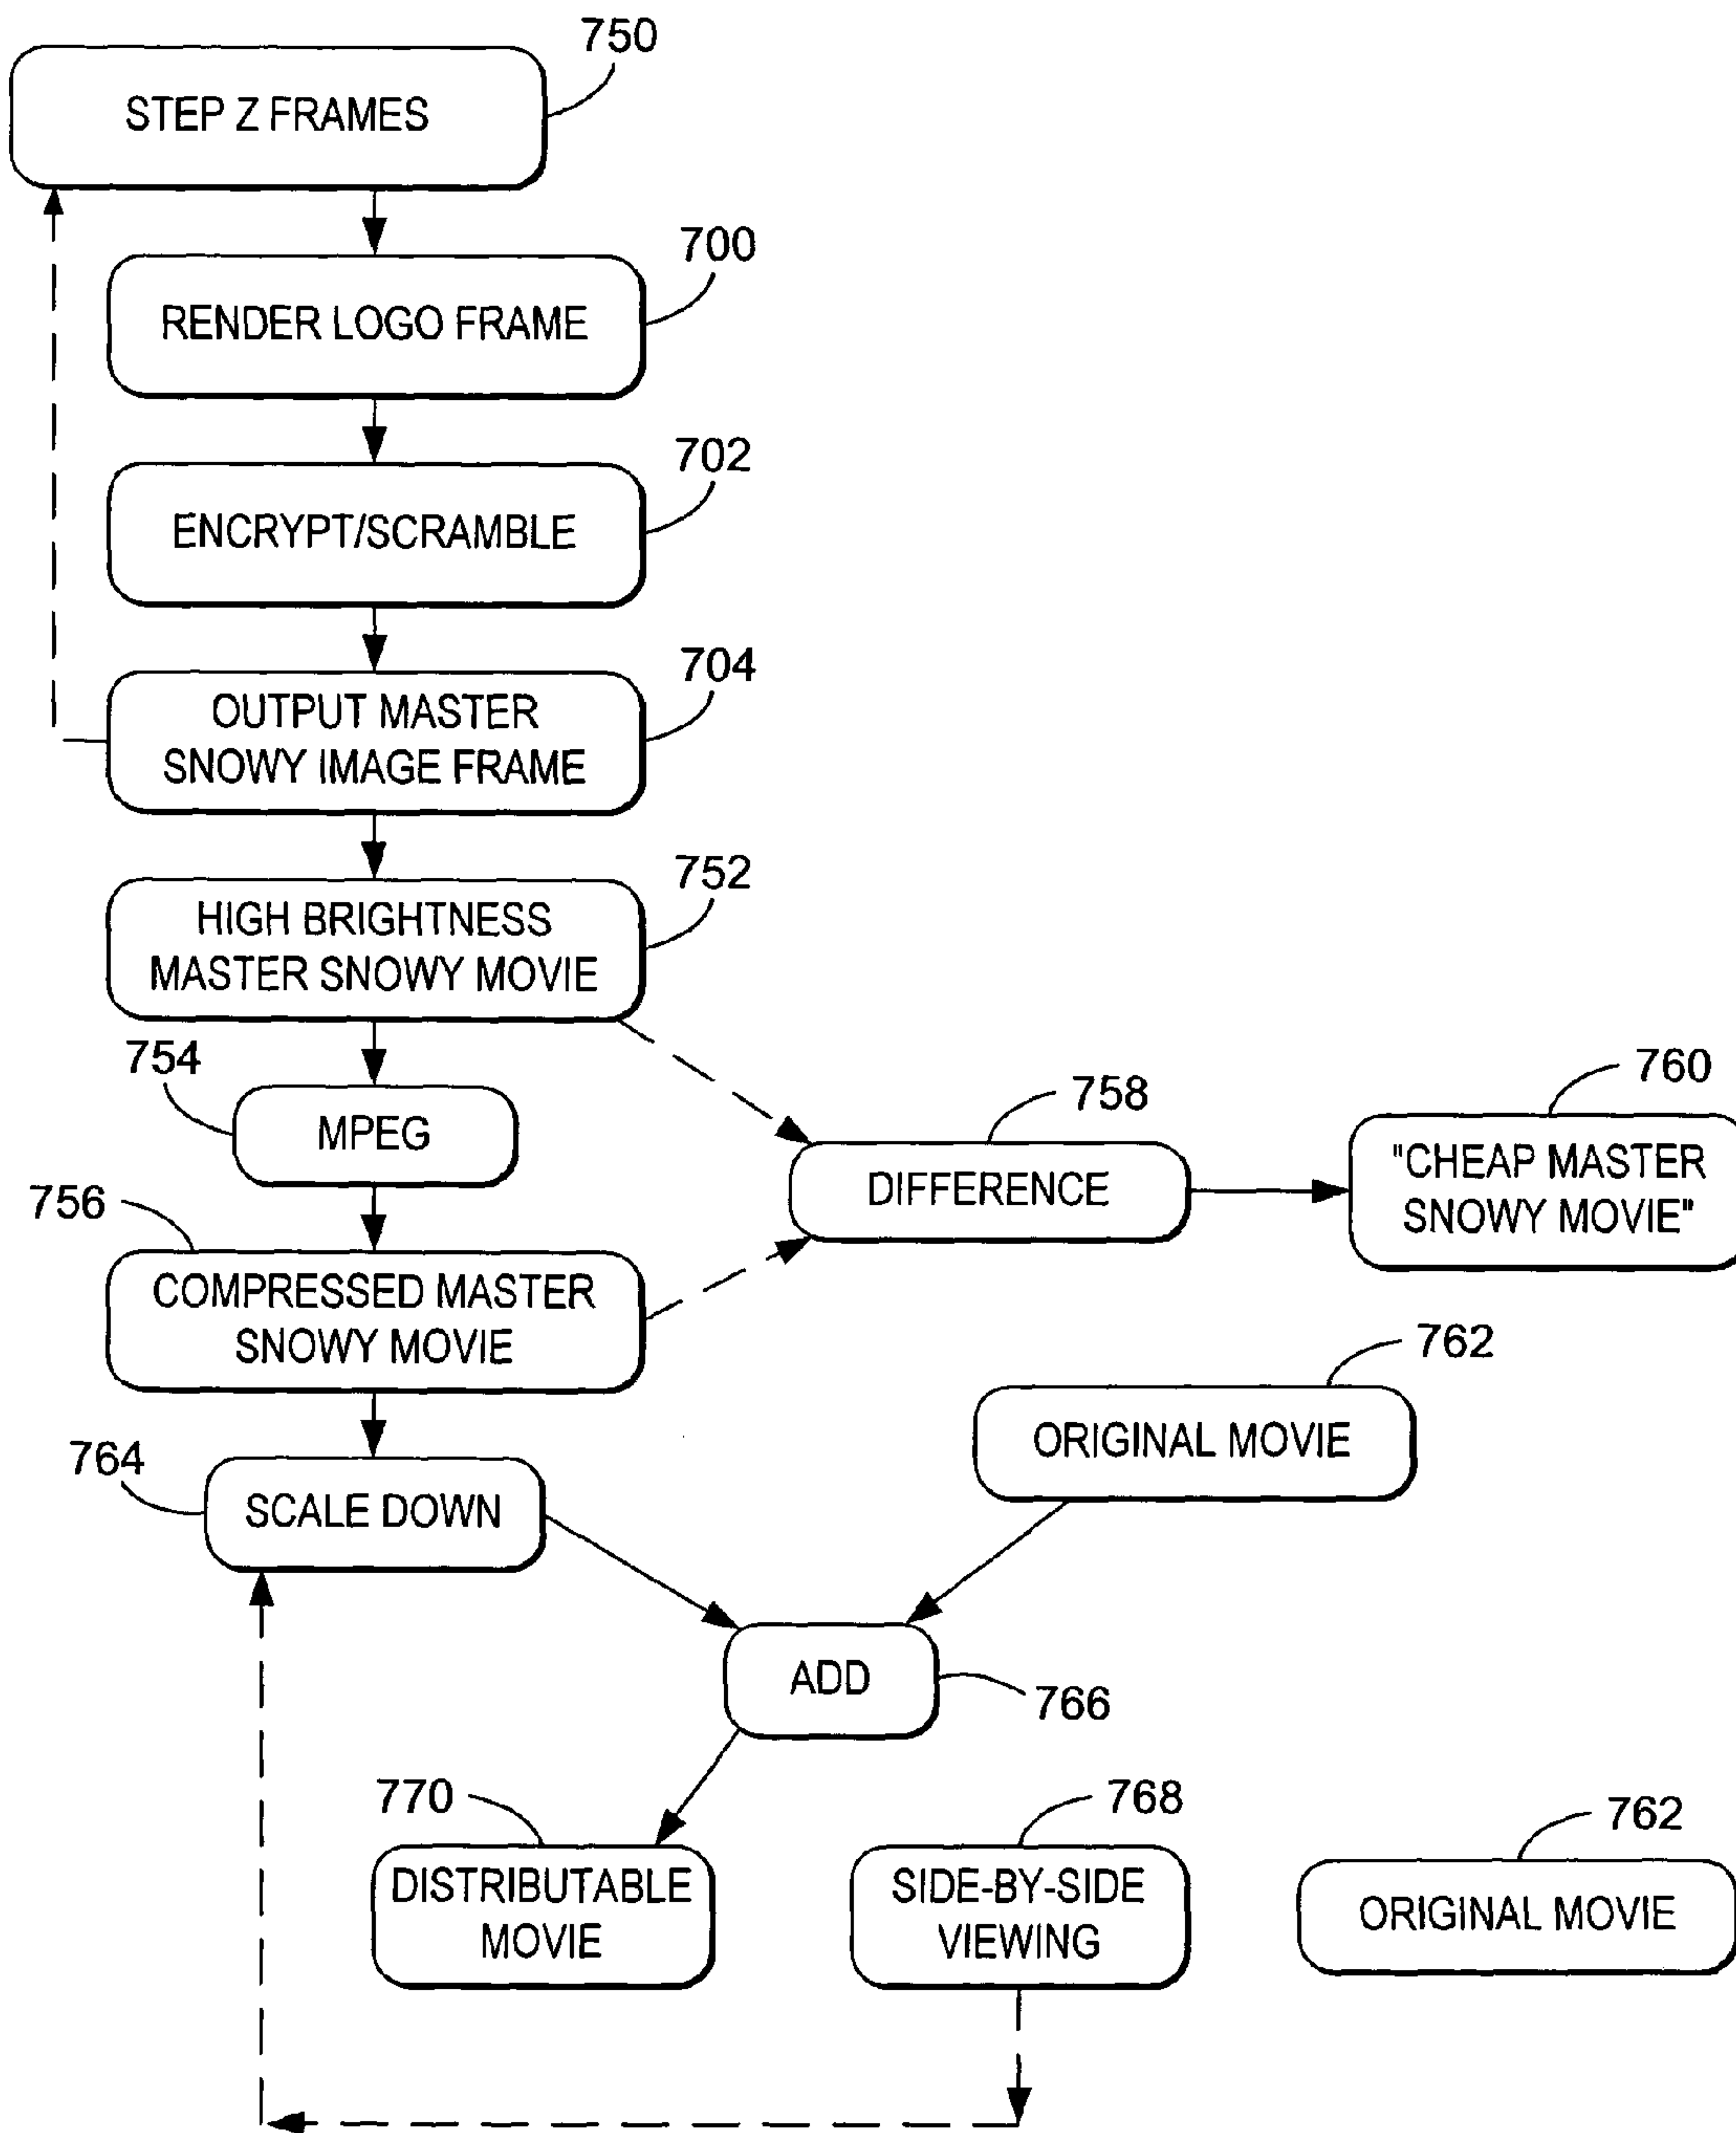 750
STEP Z FRAMES
700
RENDER LOGO FRAME
702
ENCRYPT/SCRAMBLE
704
OUTPUT MASTER
SNOWY IMAGE FRAME
752
HIGH BRIGHTNESS
MASTER SNOWY MOVIE
754
MPEG
758
DIFFERENCE
760
"CHEAP MASTER
SNOWY MOVIE"
756
COMPRESSED MASTER
SNOWY MOVIE
762
ORIGINAL MOVIE
764
SCALE DOWN
ADD
766
770
DISTRIBUTABLE
MOVIE
768
SIDE-BY-SIDE
VIEWING
762
ORIGINAL MOVIE